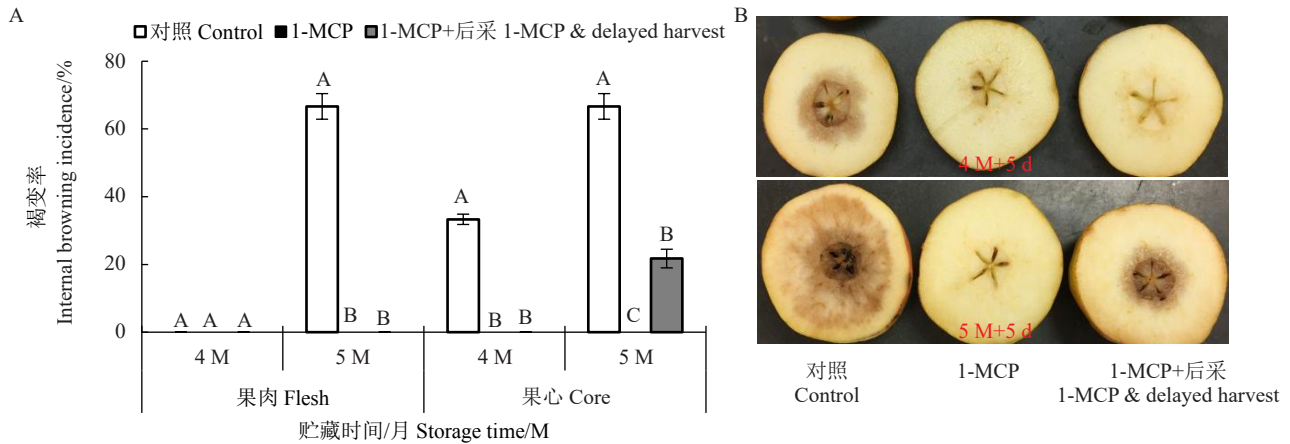 A
对照 Control 1-MCP 1-MCP+后采 1-MCP & delayed harvest
褐变率
Internal browning incidence/%
80
60
40
20
0
A A A
A B B
A B B
A C B
4 M 5 M 4 M 5 M
果肉 Flesh 果心 Core
贮藏时间/月 Storage time/M
B
4 M+5 d
5 M+5 d
对照
Control
1-MCP
1-MCP+后采
1-MCP & delayed harvest